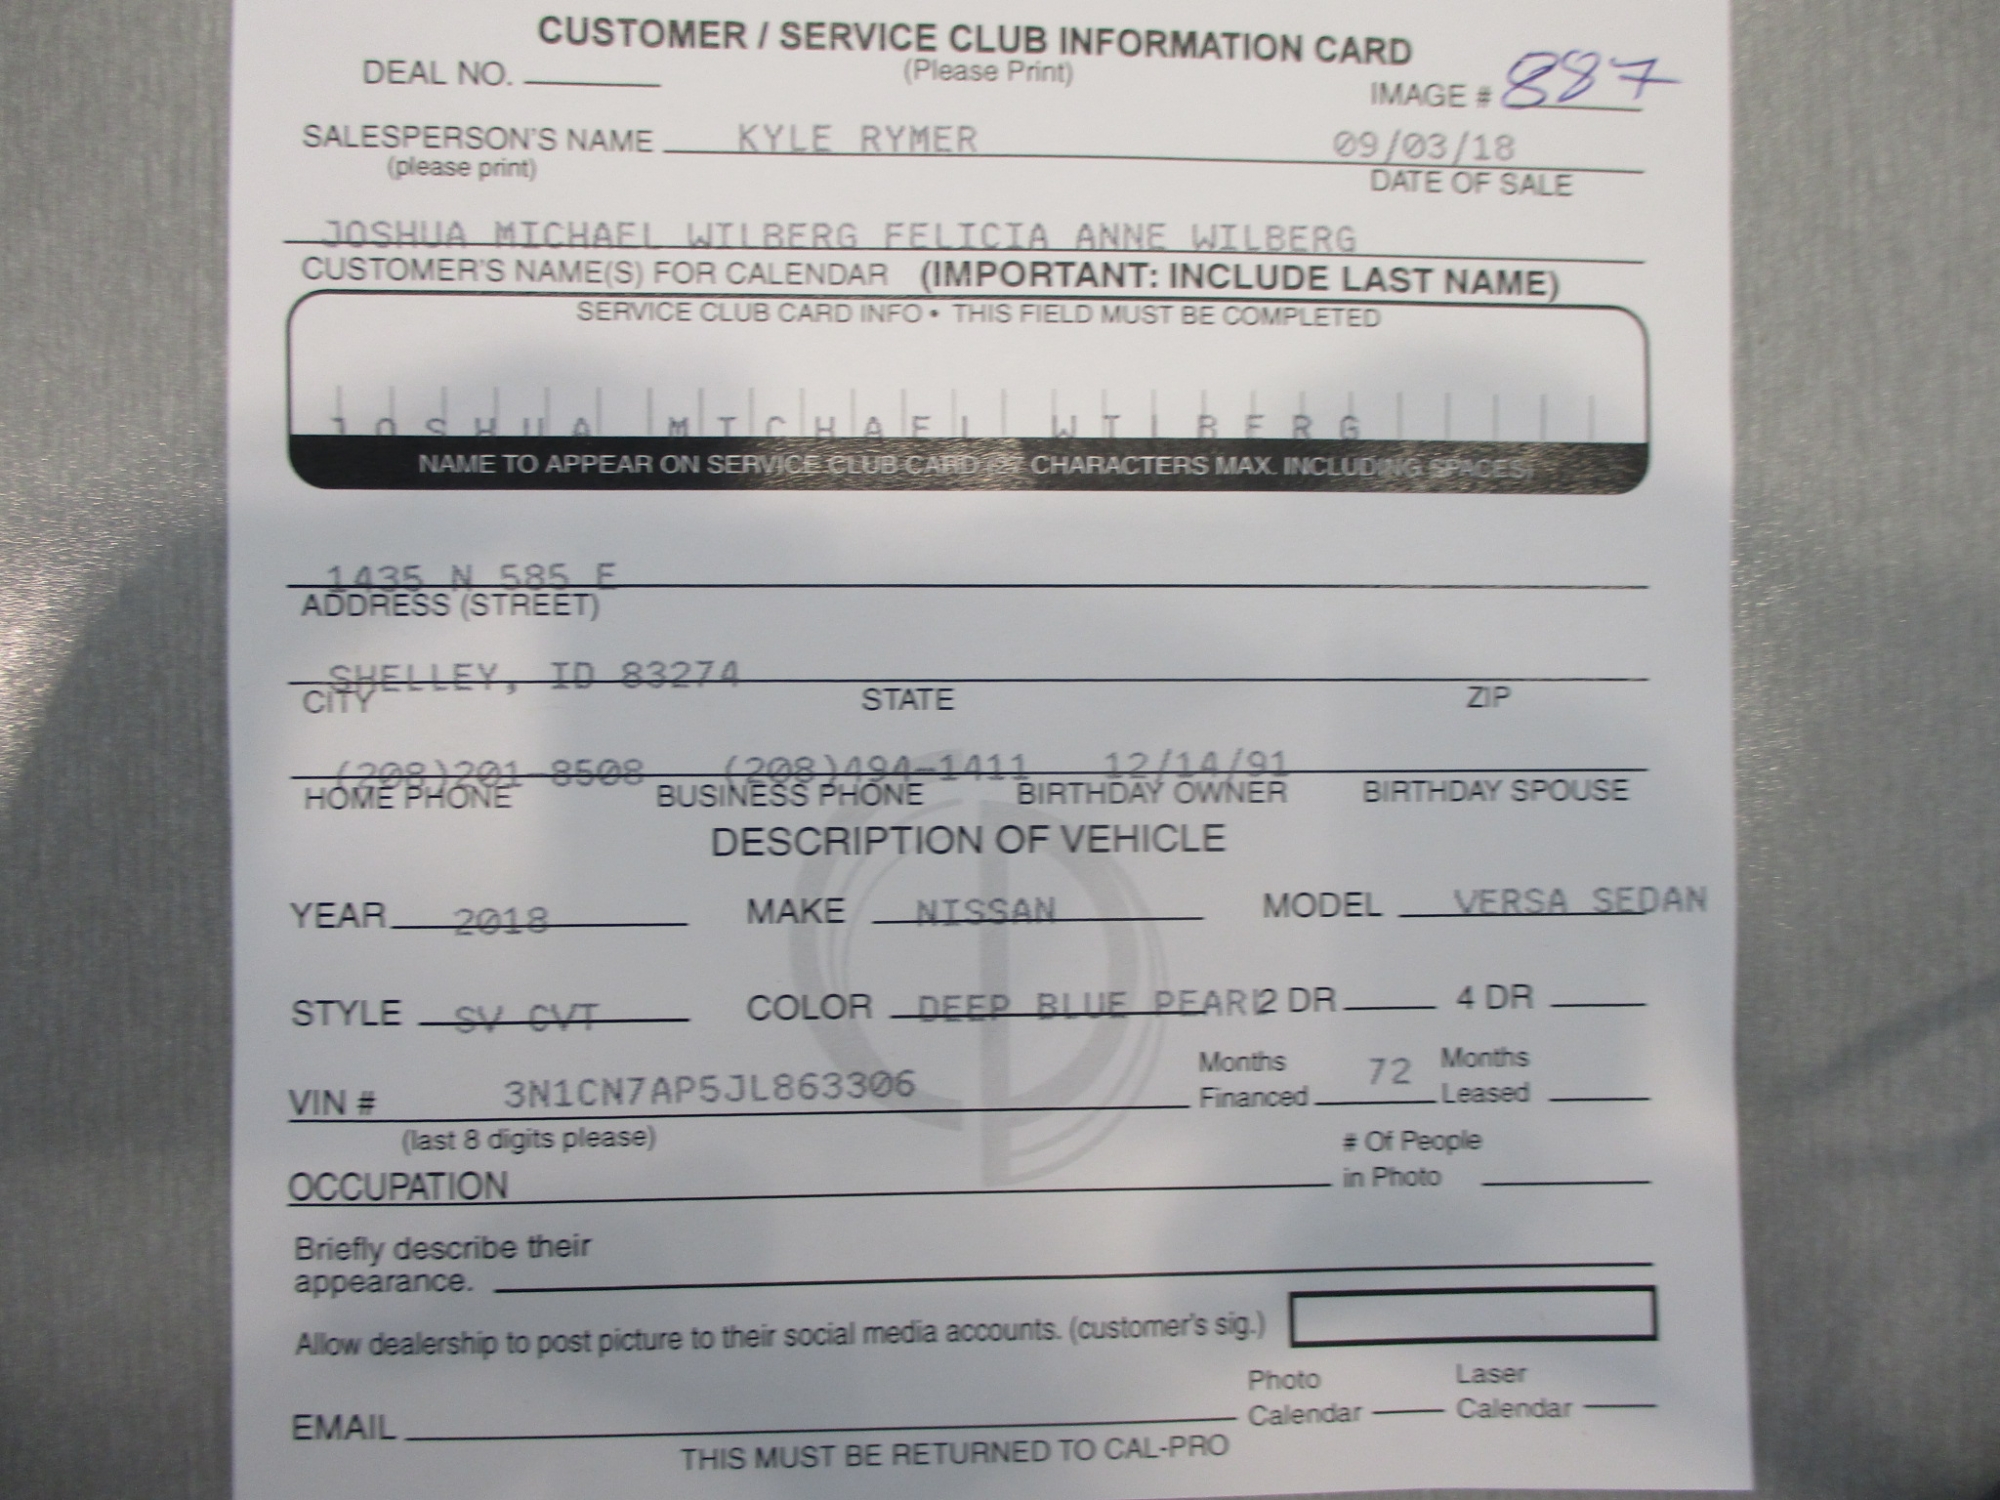 CUSTOMER / SERVICE CLUB INFORMATION CARD
(Please Print)
DEAL NO.
IMAGE # 887
SALESPERSON'S NAME KYLE RYMER 09/03/18
(please print) DATE OF SALE
JOSHUA MICHAEL WILBERG FELICIA ANNE WILBERG
CUSTOMER'S NAME(S) FOR CALENDAR (IMPORTANT: INCLUDE LAST NAME)
SERVICE CLUB CARD INFO • THIS FIELD MUST BE COMPLETED
JOSHUA MICHAEL WILBERG
NAME TO APPEAR ON SERVICE CLUB CARD CHARACTERS MAX. INCLUDING SPACES)
1435 N 585 E
ADDRESS (STREET)
SHELLEY, ID 83274
CITY STATE ZIP
(208)201-8508 (208)494-1411 12/14/91
HOME PHONE BUSINESS PHONE BIRTHDAY OWNER BIRTHDAY SPOUSE
DESCRIPTION OF VEHICLE
YEAR 2018 MAKE NISSAN MODEL VERSA SEDAN
STYLE SV CVT COLOR DEEP BLUE PEARL 2 DR 4 DR
VIN # 3N1CN7AP5JL863306 Months Financed 72 Months Leased
(last 8 digits please)
OCCUPATION # Of People in Photo
Briefly describe their
appearance.
Allow dealership to post picture to their social media accounts. (customer's sig.)
EMAIL Photo Calendar Laser Calendar
THIS MUST BE RETURNED TO CAL-PRO